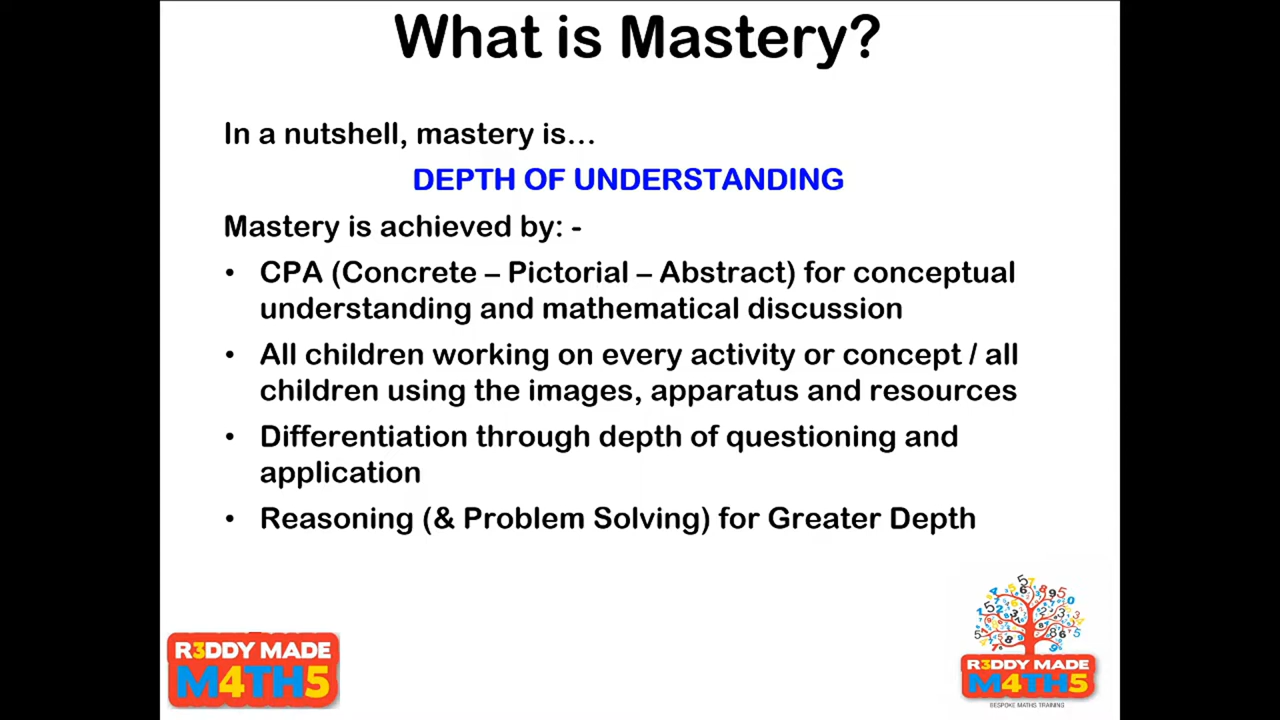 What is Mastery?
In a nutshell, mastery is...
DEPTH OF UNDERSTANDING
Mastery is achieved by: -
• CPA (Concrete – Pictorial – Abstract) for conceptual
understanding and mathematical discussion
• All children working on every activity or concept / all
children using the images, apparatus and resources
• Differentiation through depth of questioning and
application
• Reasoning (& Problem Solving) for Greater Depth
R3DDY MADE
M4TH5
R3DDY MADE
M4TH5
BESPOKE MATHS TRAINING